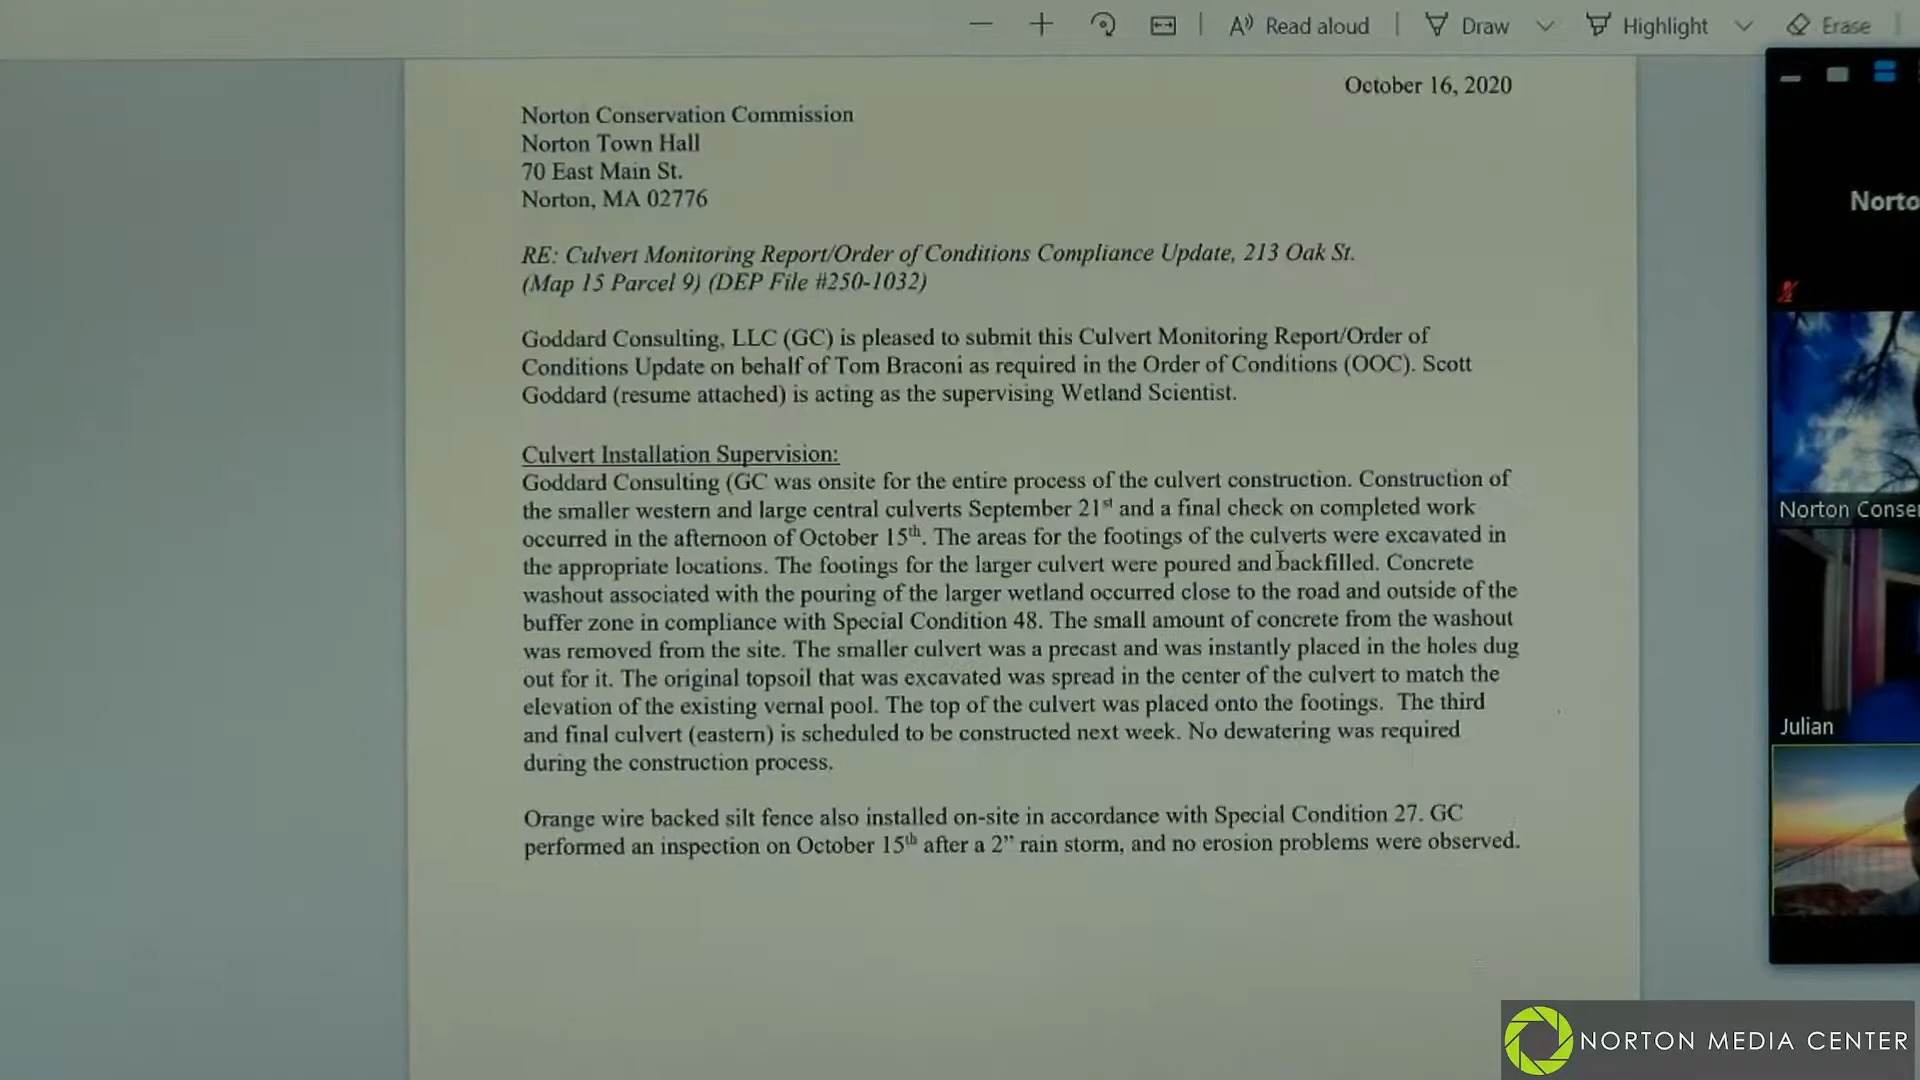 Read aloud
Draw
Highlight
Erase
October 16, 2020
Norton Conservation Commission
Norton Town Hall
70 East Main St.
Norton, MA 02776
RE: Culvert Monitoring Report/Order of Conditions Compliance Update, 213 Oak St.
(Map 15 Parcel 9) (DEP File #250-1032)
Goddard Consulting, LLC (GC) is pleased to submit this Culvert Monitoring Report/Order of
Conditions Update on behalf of Tom Braconi as required in the Order of Conditions (OOC). Scott
Goddard (resume attached) is acting as the supervising Wetland Scientist.
Culvert Installation Supervision:
Goddard Consulting (GC was onsite for the entire process of the culvert construction. Construction of
the smaller western and large central culverts September 21st and a final check on completed work
occurred in the afternoon of October 15th. The areas for the footings of the culverts were excavated in
the appropriate locations. The footings for the larger culvert were poured and backfilled. Concrete
washout associated with the pouring of the larger wetland occurred close to the road and outside of the
buffer zone in compliance with Special Condition 48. The small amount of concrete from the washout
was removed from the site. The smaller culvert was a precast and was instantly placed in the holes dug
out for it. The original topsoil that was excavated was spread in the center of the culvert to match the
elevation of the existing vernal pool. The top of the culvert was placed onto the footings. The third
and final culvert (eastern) is scheduled to be constructed next week. No dewatering was required
during the construction process.
Orange wire backed silt fence also installed on-site in accordance with Special Condition 27. GC
performed an inspection on October 15th after a 2” rain storm, and no erosion problems were observed.
Norto
Norton Conser
Julian
NORTON MEDIA CENTER